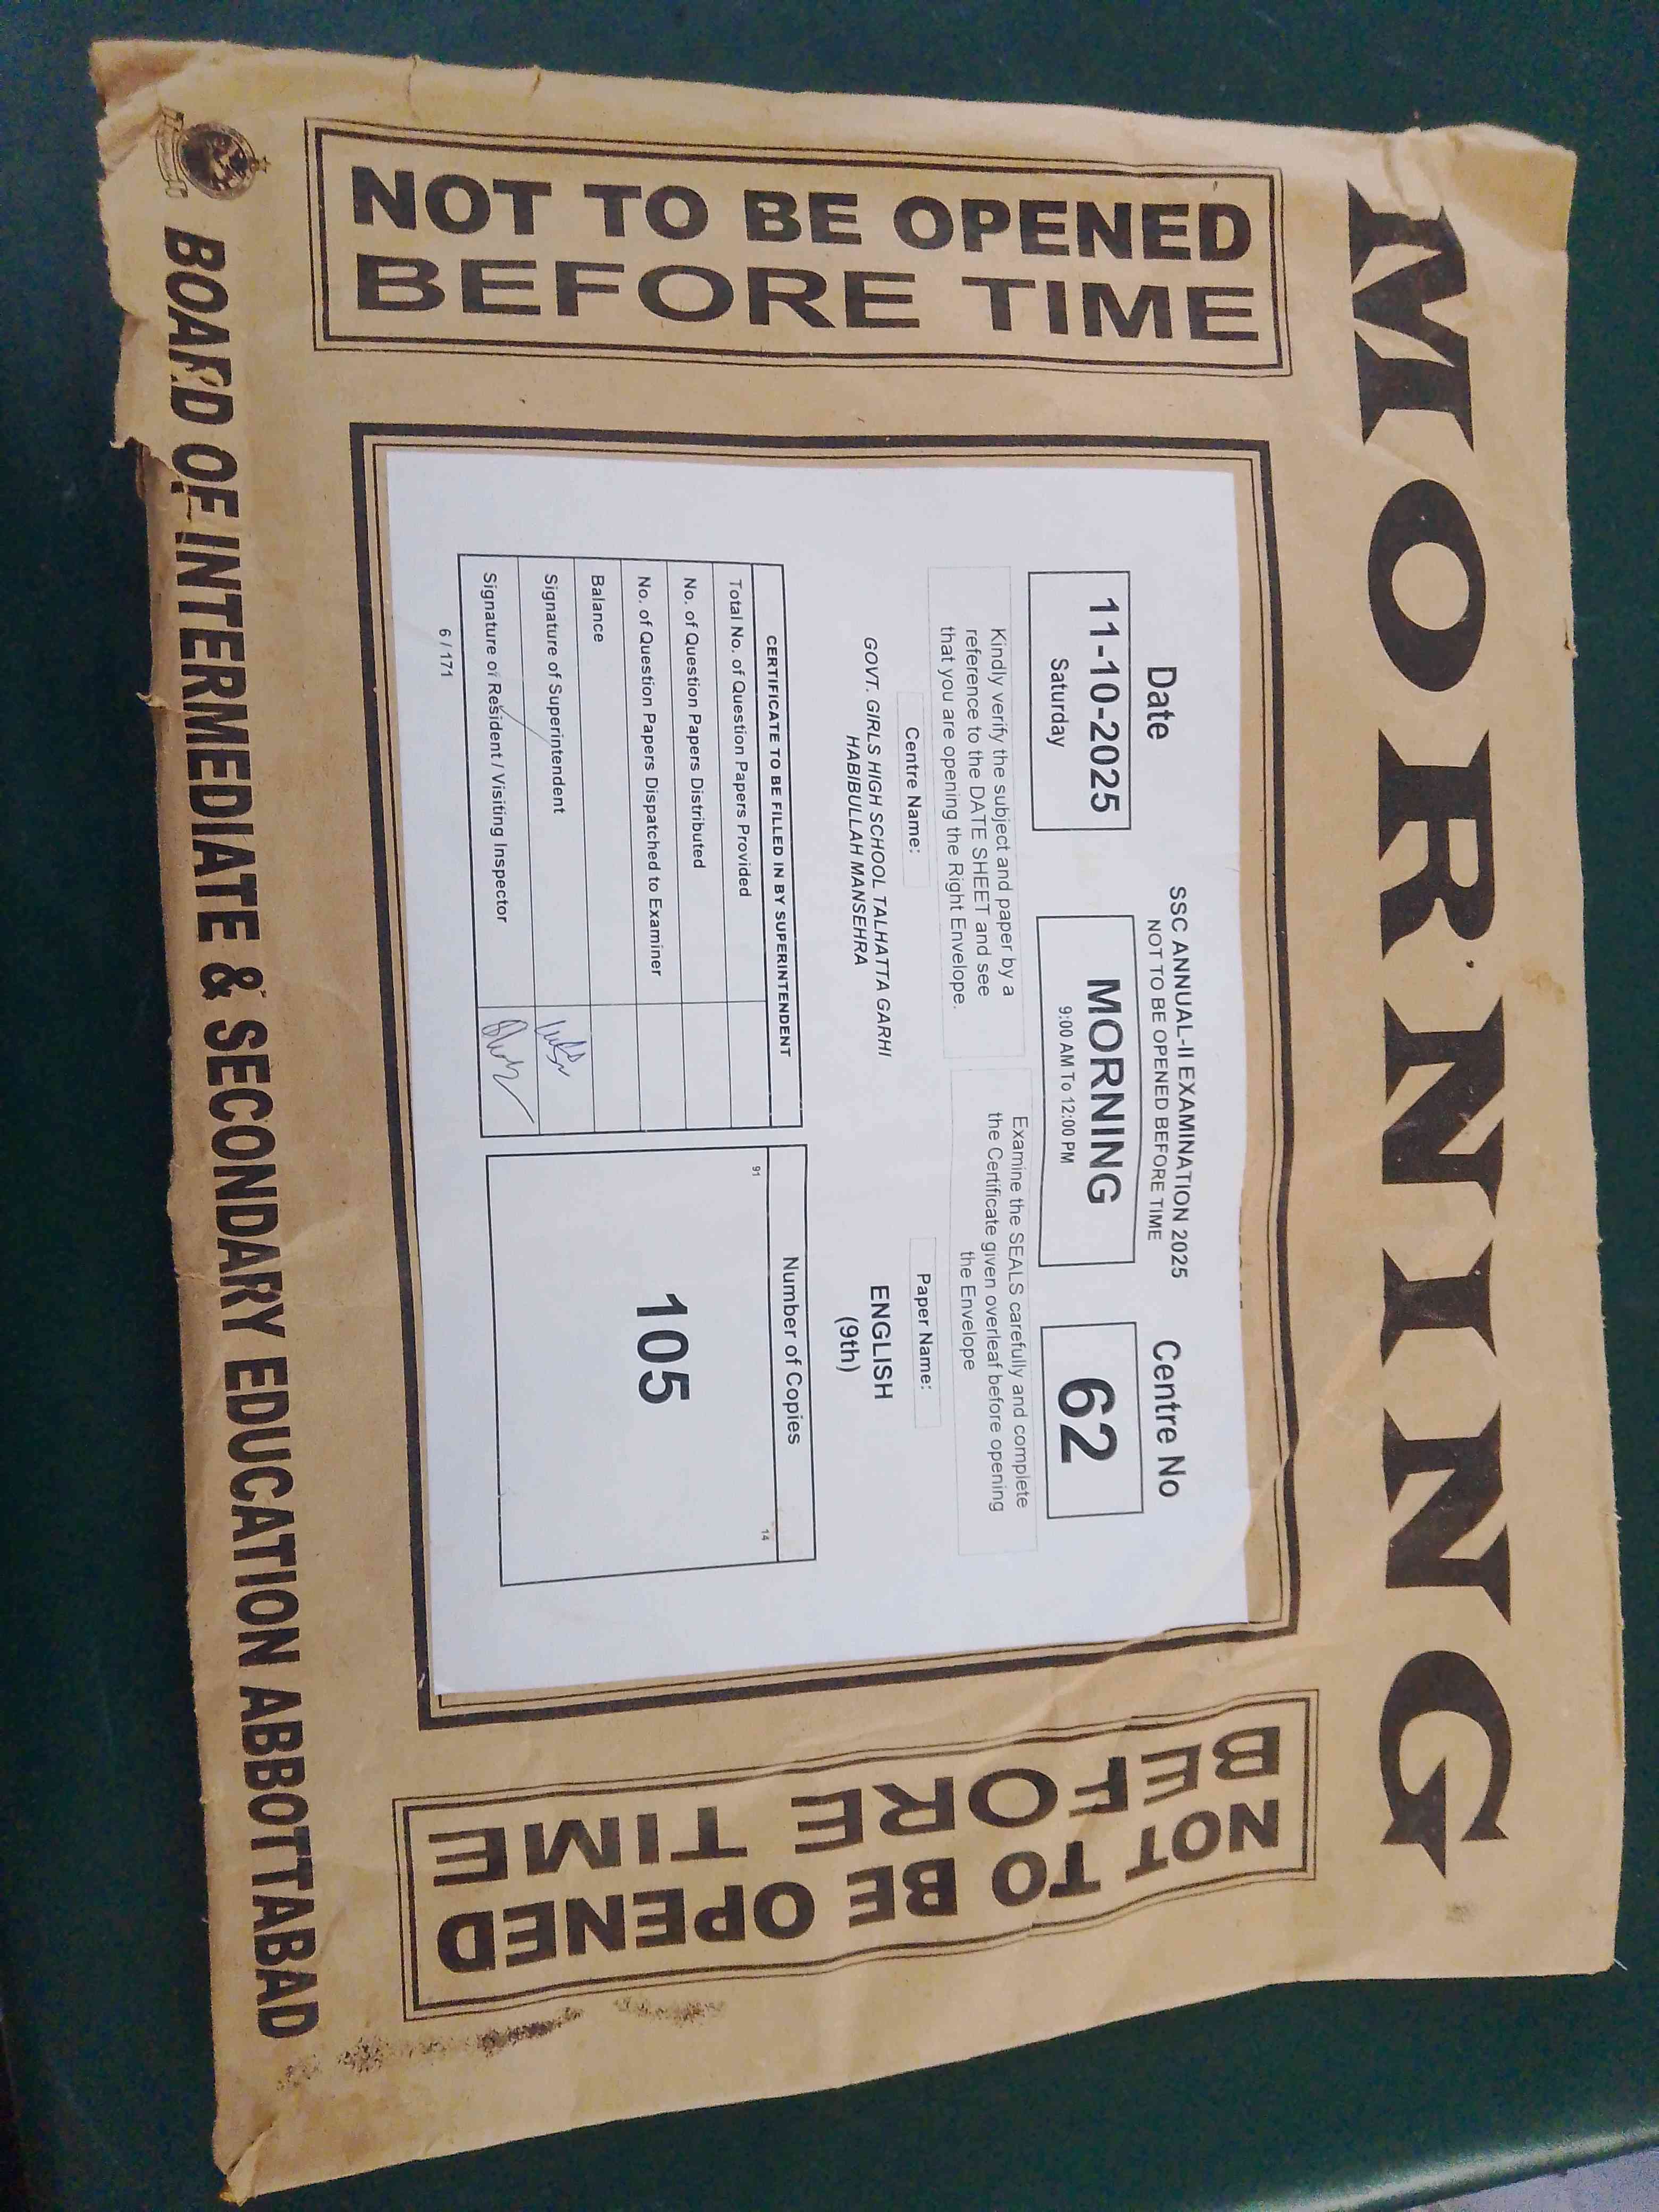 MORNING
NOT TO BE OPENED
BEFORE TIME
Date
11-10-2025
Saturday
SSC ANNUAL-II EXAMINATION 2025
NOT TO BE OPENED BEFORE TIME
MORNING
9:00 AM To 12:00 PM
Centre No
62
Kindly verify the subject and paper by a
reference to the DATE SHEET and see
that you are opening the Right Envelope.
Examine the SEALS carefully and complete
the Certificate given overleaf before opening
the Envelope
Centre Name:
GOVT. GIRLS HIGH SCHOOL TALHATTA GARHI
HABIBULLAH MANSEHRA
Paper Name:
ENGLISH
(9th)
CERTIFICATE TO BE FILLED IN BY SUPERINTENDENT
Total No. of Question Papers Provided
No. of Question Papers Distributed
No. of Question Papers Dispatched to Examiner
Balance
Signature of Superintendent
Signature of Resident / Visiting Inspector
6 / 171
Number of Copies
91
14
105
NOT TO BE OPENED
BEFORE TIME
BOARD OF INTERMEDIATE & SECONDARY EDUCATION ABBOTTABAD